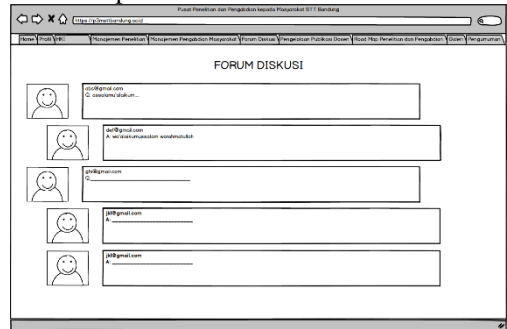 Pusat Penelitian dan Pengabdian kepada Masyarakat STT Bandung
https://p3msttbandung.ac.id
Home Profil HKI Manajemen Penelitian Manajemen Pengabdian Masyarakat Forum Diskusi Pengelolaan Publikasi Dosen Road Map Penelitian dan Pengabdian Galeri Pengumuman
FORUM DISKUSI
abc@gmail.com
Q: assalamu'alaikum...
def@gmail.com
A: wa'alaikumussalam warahmatullah
ghi@gmail.com
Q:
jkl@gmail.com
A:
jkl@gmail.com
A: